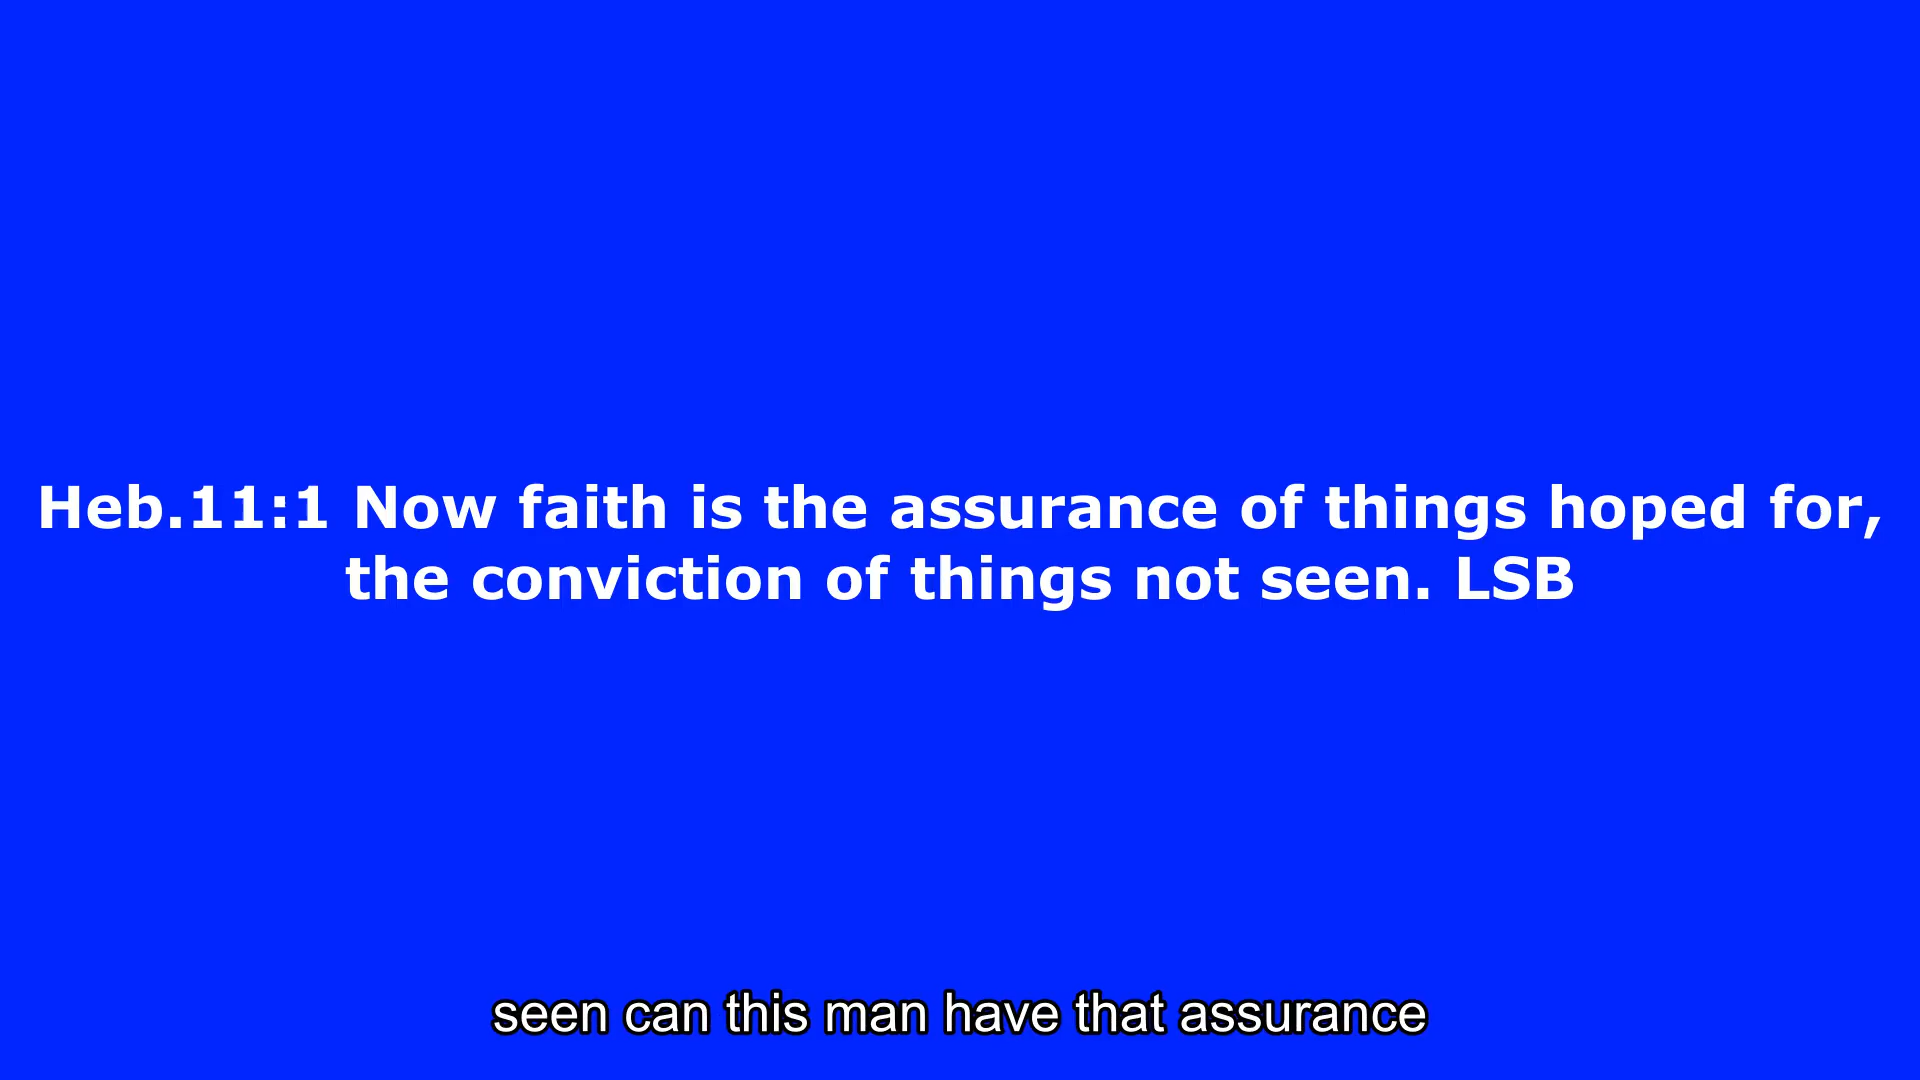 Heb.11:1 Now faith is the assurance of things hoped for,
the conviction of things not seen. LSB
seen can this man have that assurance